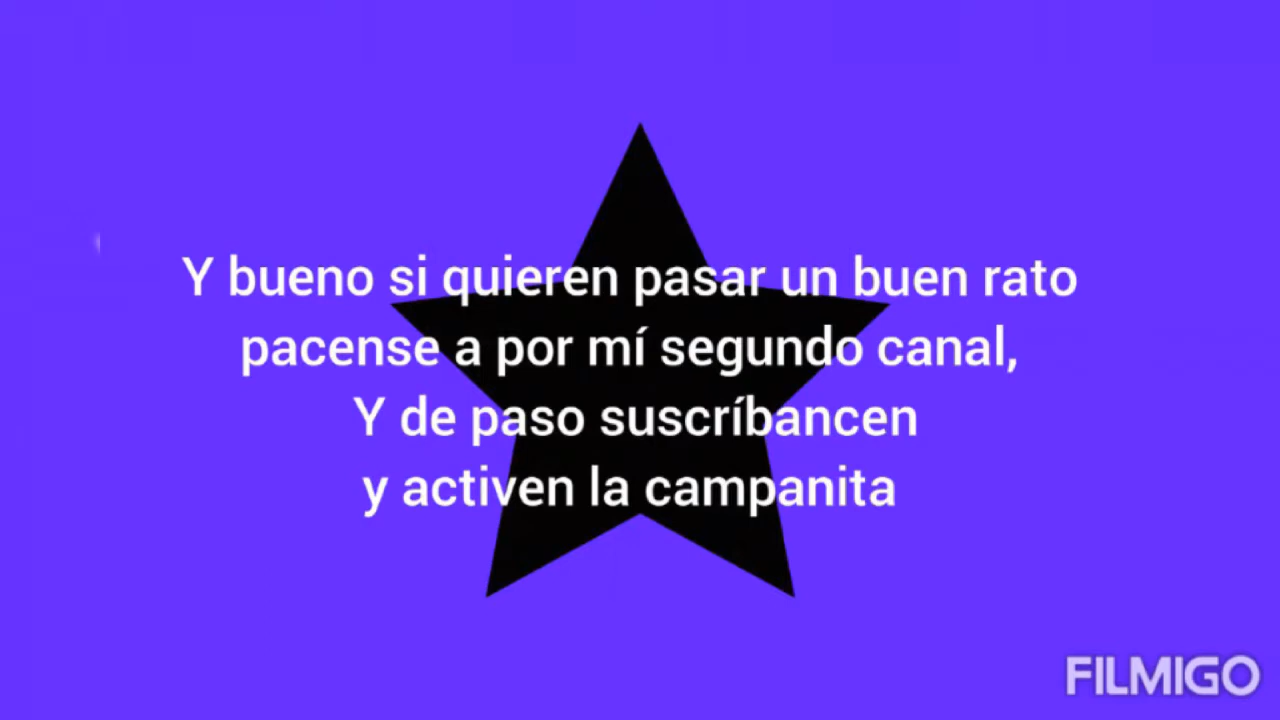 Y bueno si quieren pasar un buen rato
pacense a por mí segundo canal,
Y de paso suscríbancen
y activen la campanita
FILMIGO